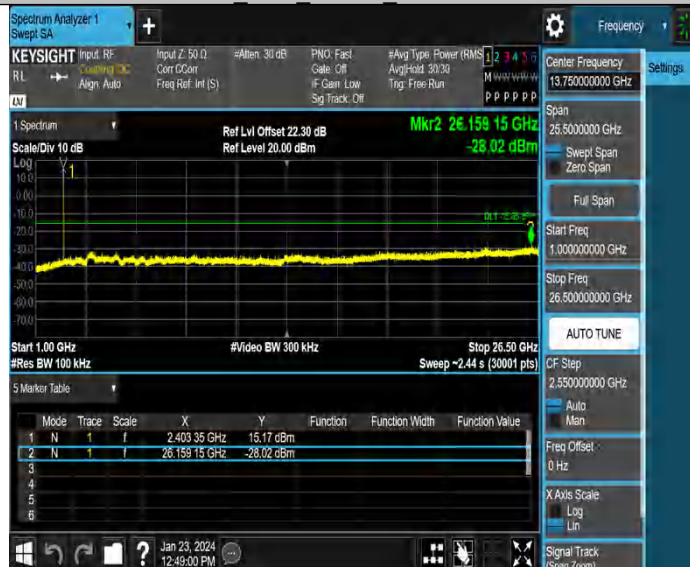 Spectrum Analyzer 1
Swept SA
+
Frequency
KEYSIGHT
RL
Input: RF
Coupling: DC
Align: Auto
Input Z: 50 Ω
Corr CCorr
Freq Ref: Int (S)
#Atten: 30 dB
PNO: Fast
Gate: Off
IF Gain: Low
Sig Track: Off
#Avg Type: Power (RMS
Avg|Hold: 30/30
Trig: Free Run
1 2 3 4 5 6
M W W W W W
P P P P P P
LXI
1 Spectrum
Scale/Div 10 dB
Ref Lvl Offset 22.30 dB
Ref Level 20.00 dBm
Mkr2 26.159 15 GHz
-28.02 dBm
Log
10.0
0.00
-10.0
-20.0
-30.0
-40.0
-50.0
-60.0
-70.0
1
2
Start 1.00 GHz
#Res BW 100 kHz
#Video BW 300 kHz
Stop 26.50 GHz
Sweep ~2.44 s (30001 pts)
5 Marker Table
Mode Trace Scale X Y Function Function Width Function Value
1 N 1 f 2.403 35 GHz 15.17 dBm
2 N 1 f 26.159 15 GHz -28.02 dBm
3
4
5
6
?
Jan 23, 2024
12:49:00 PM
Center Frequency
13.750000000 GHz
Settings
Span
25.5000000 GHz
Swept Span
Zero Span
Full Span
Start Freq
1.000000000 GHz
Stop Freq
26.500000000 GHz
AUTO TUNE
CF Step
2.550000000 GHz
Auto
Man
Freq Offset
0 Hz
X Axis Scale
Log
Lin
Signal Track
(Span Zoom)